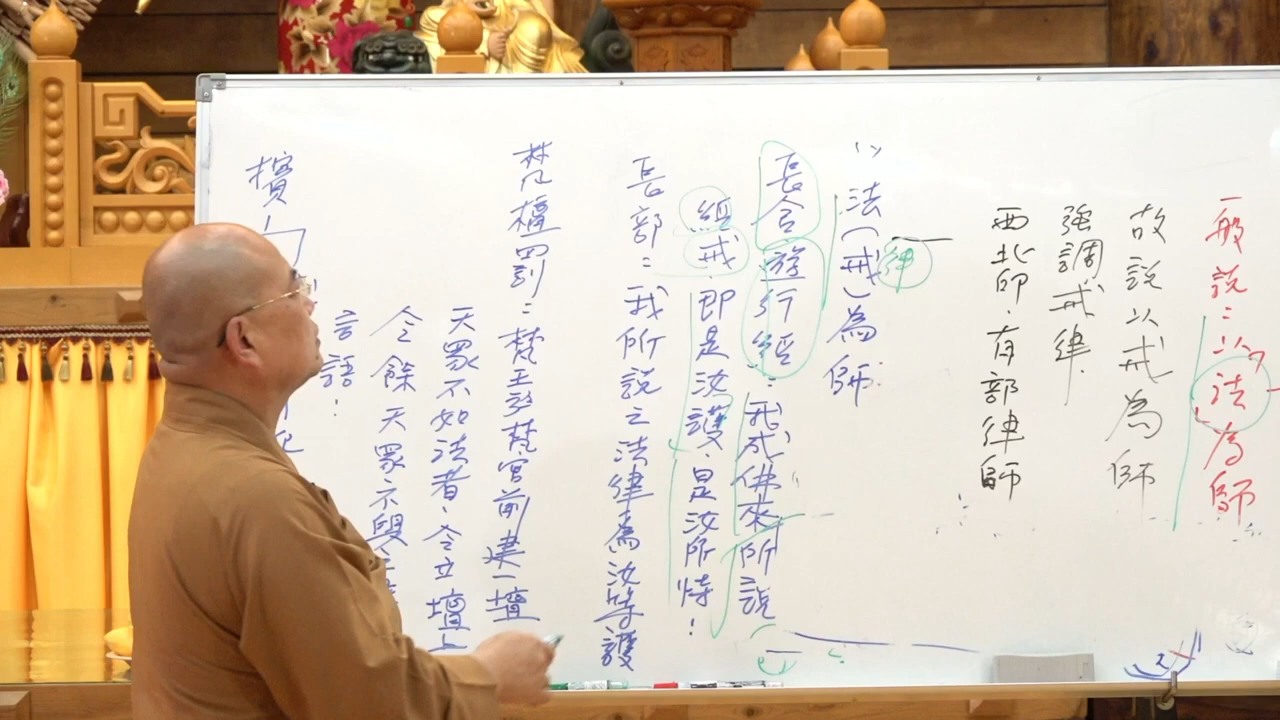 一般說：以法為師
故說以戒為師
強調戒律
西北印．有部律師
法（戒）為師
律
長含遊行經：我成佛來所說
經戒．即是汝護．是汝所恃！
長部：我所說之法律為汝等護
梵檀罰：梵王於梵宮前建一壇
天眾不如法者．令立壇上
令餘天眾不與
言語！
擯